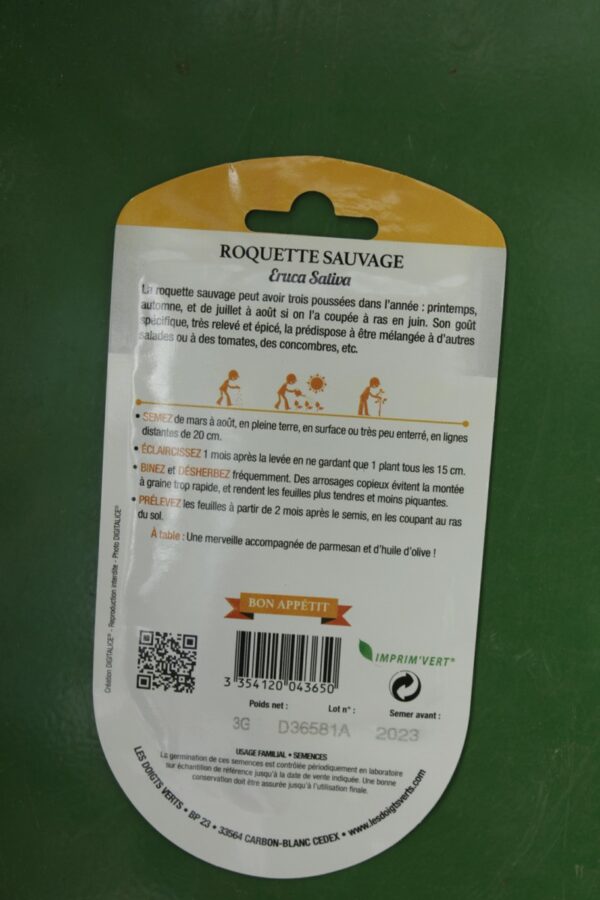 ROQUETTE SAUVAGE
Eruca Sativa
La roquette sauvage peut avoir trois poussées dans l'année : printemps,
automne, et de juillet à août si on l'a coupée à ras en juin. Son goût
spécifique, très relevé et épicé, la prédispose à être mélangée à d'autres
salades ou à des tomates, des concombres, etc.
• SEMEZ de mars à août, en pleine terre, en surface ou très peu enterré, en lignes
distantes de 20 cm.
• ÉCLAIRCISSEZ 1 mois après la levée en ne gardant que 1 plant tous les 15 cm.
• BINEZ et DÉSHERBEZ fréquemment. Des arrosages copieux évitent la montée
à graine trop rapide, et rendent les feuilles plus tendres et moins piquantes.
• PRÉLEVEZ les feuilles à partir de 2 mois après le semis, en les coupant au ras
du sol.
À table : Une merveille accompagnée de parmesan et d'huile d'olive !
Création DIGITALICE® - Reproduction interdite - Photo DIGITALICE®
BON APPÉTIT
IMPRIM'VERT®
3 354120 043650
Poids net : Lot n° : Semer avant :
3G D36581A 2023
USAGE FAMILIAL • SEMENCES
La germination de ces semences est contrôlée périodiquement en laboratoire
sur échantillon de référence jusqu'à la date de vente indiquée. Une bonne
conservation doit être assurée jusqu'à l'utilisation finale.
LES DOIGTS VERTS • BP 23 • 33564 CARBON-BLANC CEDEX • www.lesdoigtsverts.com